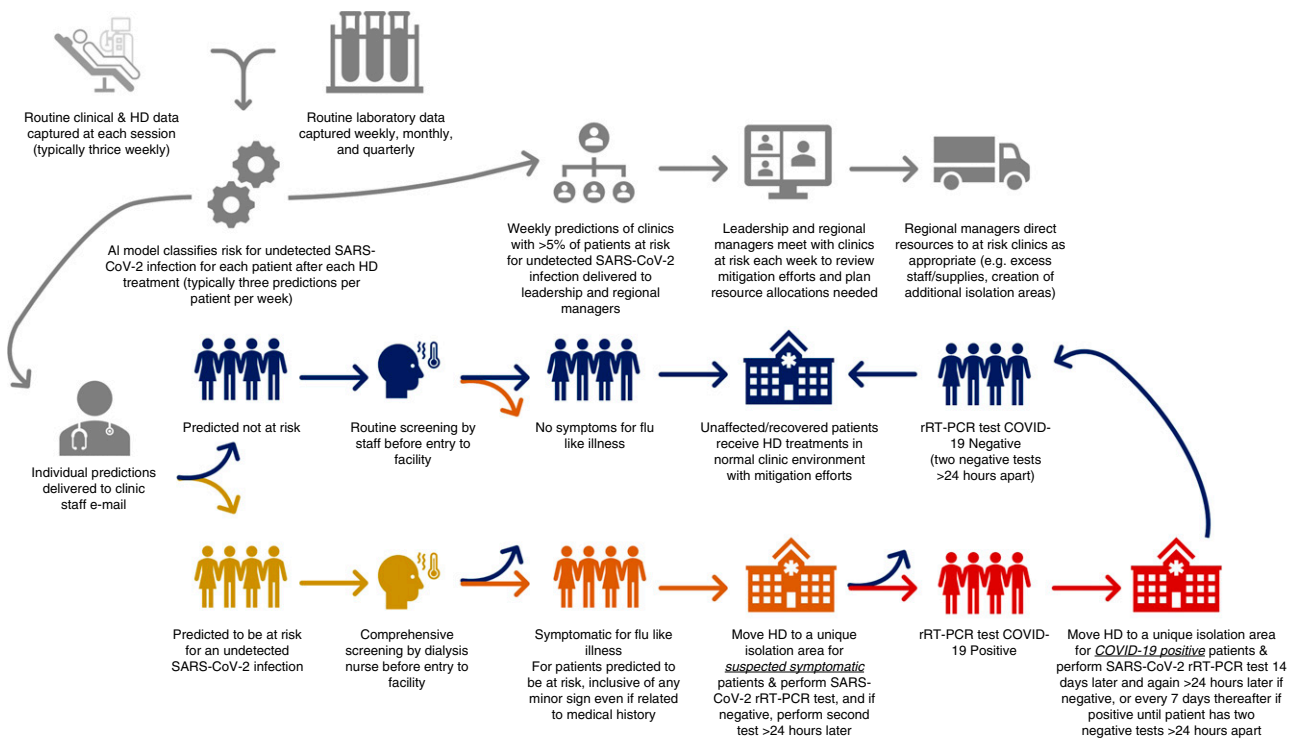 Routine clinical & HD data
captured at each session
(typically thrice weekly)
Routine laboratory data
captured weekly, monthly,
and quarterly
AI model classifies risk for undetected SARS-
CoV-2 infection for each patient after each HD
treatment (typically three predictions per
patient per week)
Weekly predictions of clinics
with >5% of patients at risk
for undetected SARS-CoV-2
infection delivered to
leadership and regional
managers
Leadership and regional
managers meet with clinics
at risk each week to review
mitigation efforts and plan
resource allocations needed
Regional managers direct
resources to at risk clinics as
appropriate (e.g. excess
staff/supplies, creation of
additional isolation areas)
Individual predictions
delivered to clinic
staff e-mail
Predicted not at risk
Routine screening by
staff before entry to
facility
No symptoms for flu
like illness
Unaffected/recovered patients
receive HD treatments in
normal clinic environment
with mitigation efforts
rRT-PCR test COVID-
19 Negative
(two negative tests
>24 hours apart)
Predicted to be at risk
for an undetected
SARS-CoV-2 infection
Comprehensive
screening by dialysis
nurse before entry to
facility
Symptomatic for flu like
illness
For patients predicted to
be at risk, inclusive of any
minor sign even if related
to medical history
Move HD to a unique
isolation area for
suspected symptomatic
patients & perform SARS-
CoV-2 rRT-PCR test, and if
negative, perform second
test >24 hours later
rRT-PCR test COVID-
19 Positive
Move HD to a unique isolation area
for COVID-19 positive patients &
perform SARS-CoV-2 rRT-PCR test 14
days later and again >24 hours later if
negative, or every 7 days thereafter if
positive until patient has two
negative tests >24 hours apart